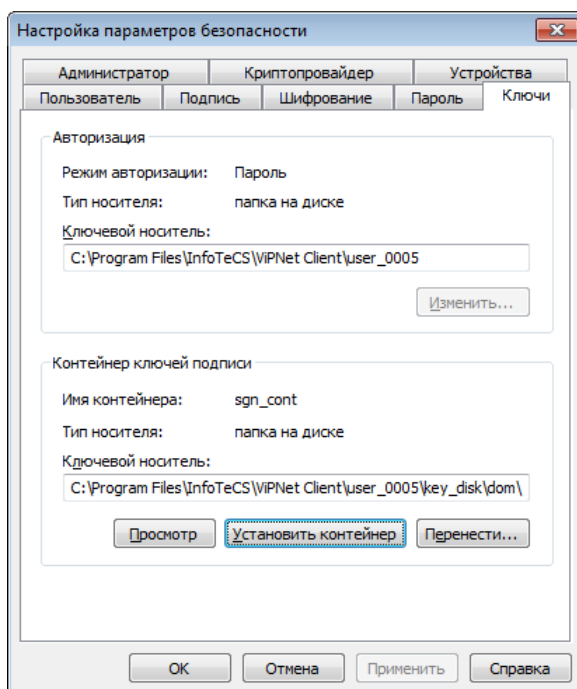 Настройка параметров безопасности
Администратор Криптопровайдер Устройства
Пользователь Подпись Шифрование Пароль Ключи
Авторизация
Режим авторизации: Пароль
Тип носителя: папка на диске
Ключевой носитель:
C:\Program Files\InfoTeCS\ViPNet Client\user_0005
Изменить...
Контейнер ключей подписи
Имя контейнера: sgn_cont
Тип носителя: папка на диске
Ключевой носитель:
C:\Program Files\InfoTeCS\ViPNet Client\user_0005\key_disk\dom\
Просмотр Установить контейнер Перенести...
OK Отмена Применить Справка